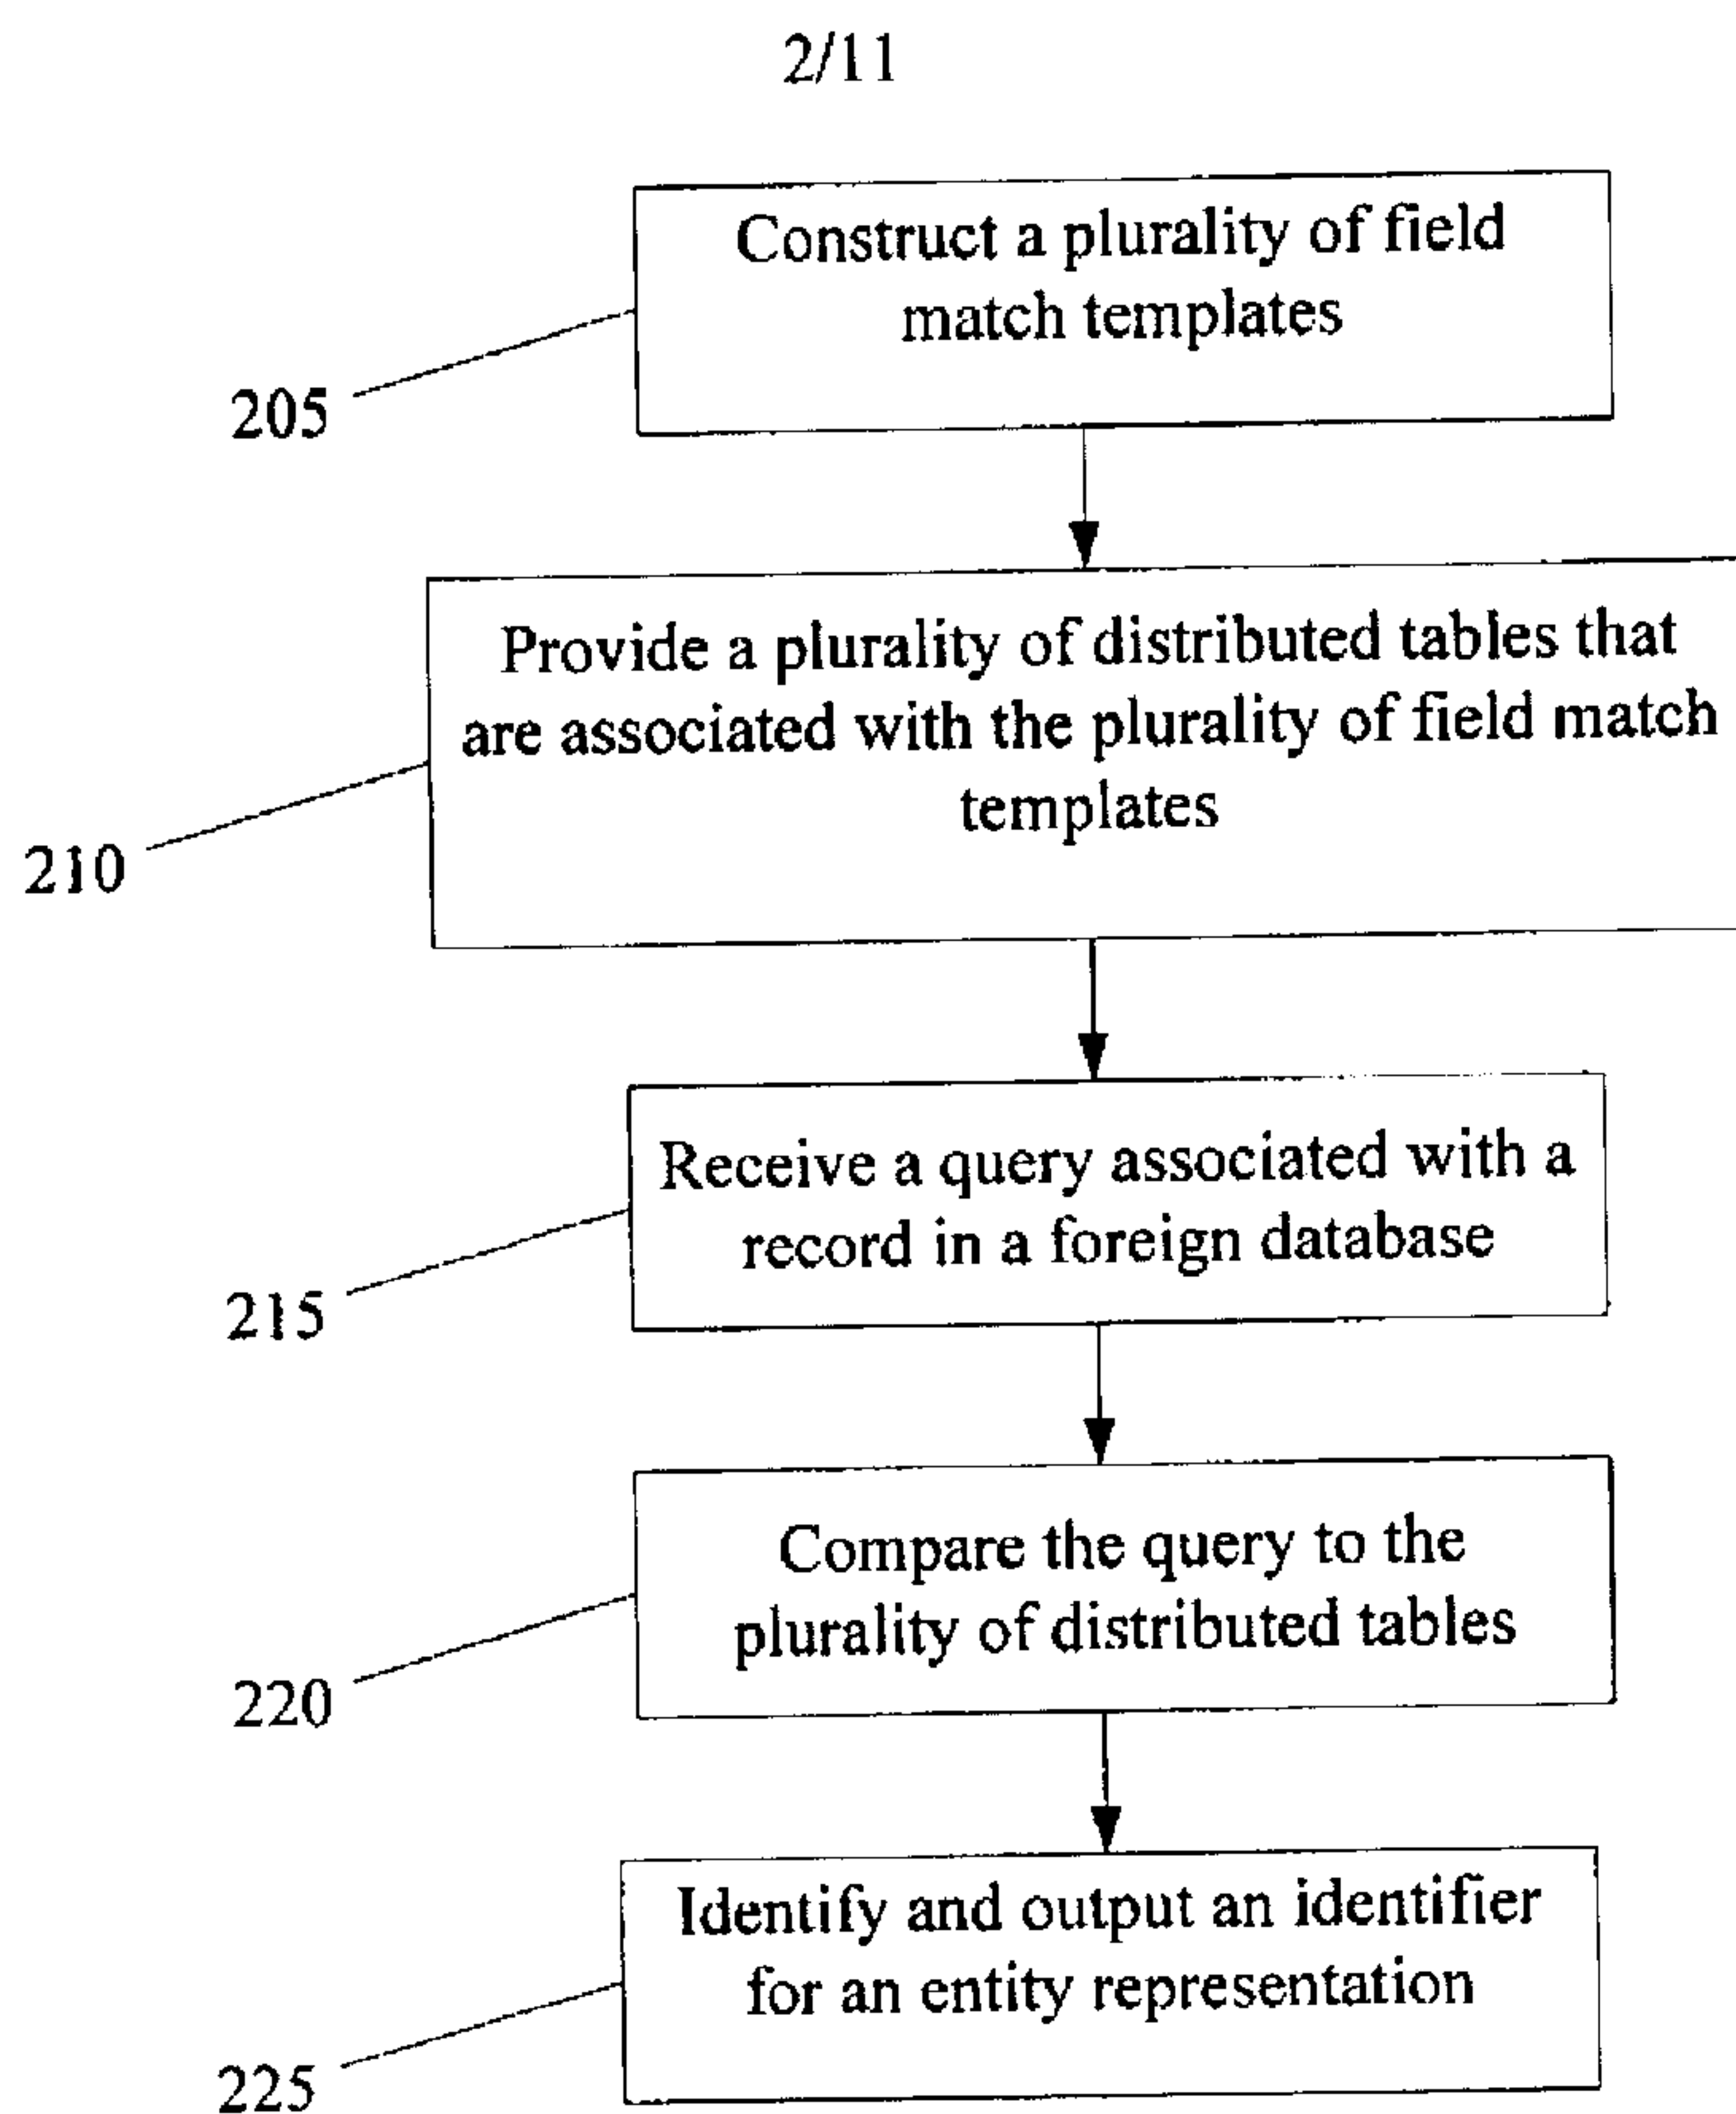 2/11
Construct a plurality of field
match templates
205
Provide a plurality of distributed tables that
are associated with the plurality of field match
templates
210
Receive a query associated with a
record in a foreign database
215
Compare the query to the
plurality of distributed tables
220
Identify and output an identifier
for an entity representation
225